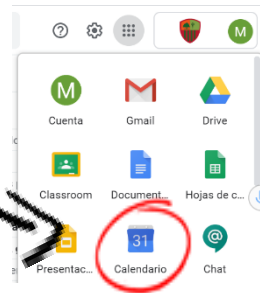 M
M
Cuenta
Gmail
Drive
Classroom
Document...
Hojas de c...
31
Presentac...
Calendario
Chat